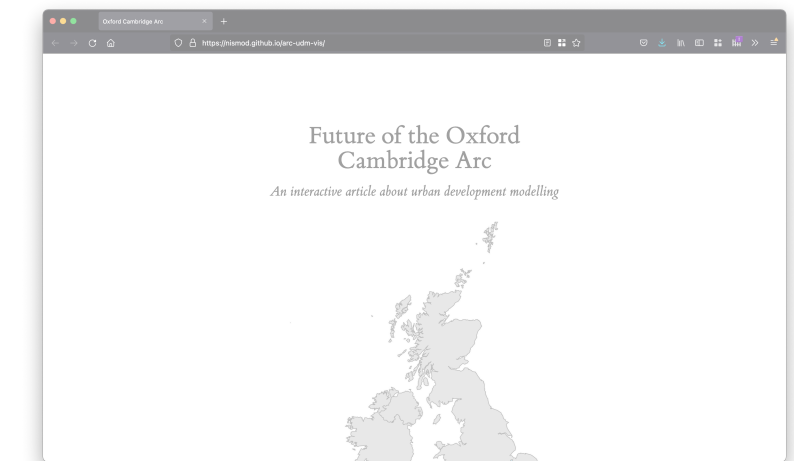 Oxford Cambridge Arc
https://nismod.github.io/arc-udm-vis/
Future of the Oxford
Cambridge Arc
An interactive article about urban development modelling